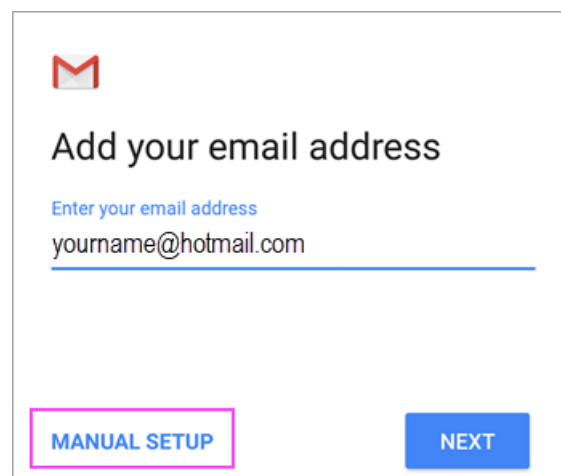 Add your email address
Enter your email address
yourname@hotmail.com
MANUAL SETUP
NEXT